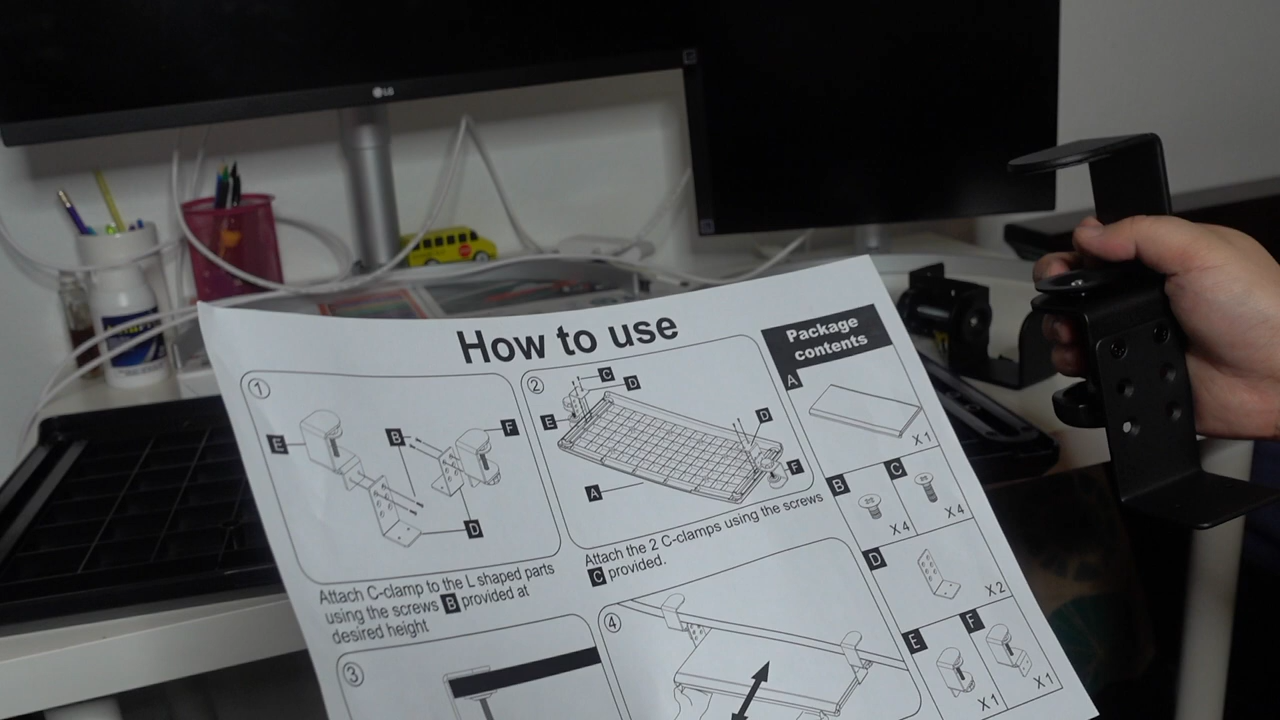 LG
How to use
Package
contents
1
E
B
F
D
2
C
D
E
D
F
A
A
X1
B
X4
C
X4
D
X2
E
X1
F
X1
Attach C-clamp to the L shaped parts
using the screws B provided at
desired height
Attach the 2 C-clamps using the screws
C provided.
3
4